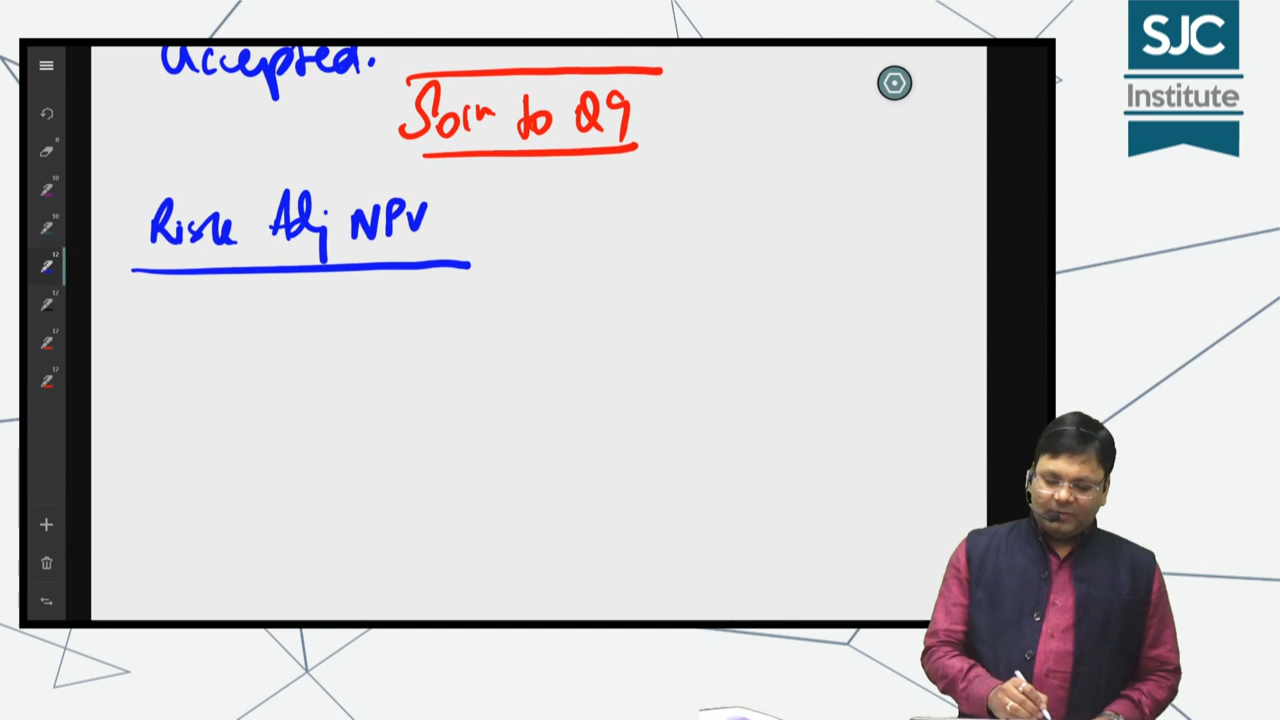 accepted.
Soln to Q9
Risk Adj NPV
SJC
Institute